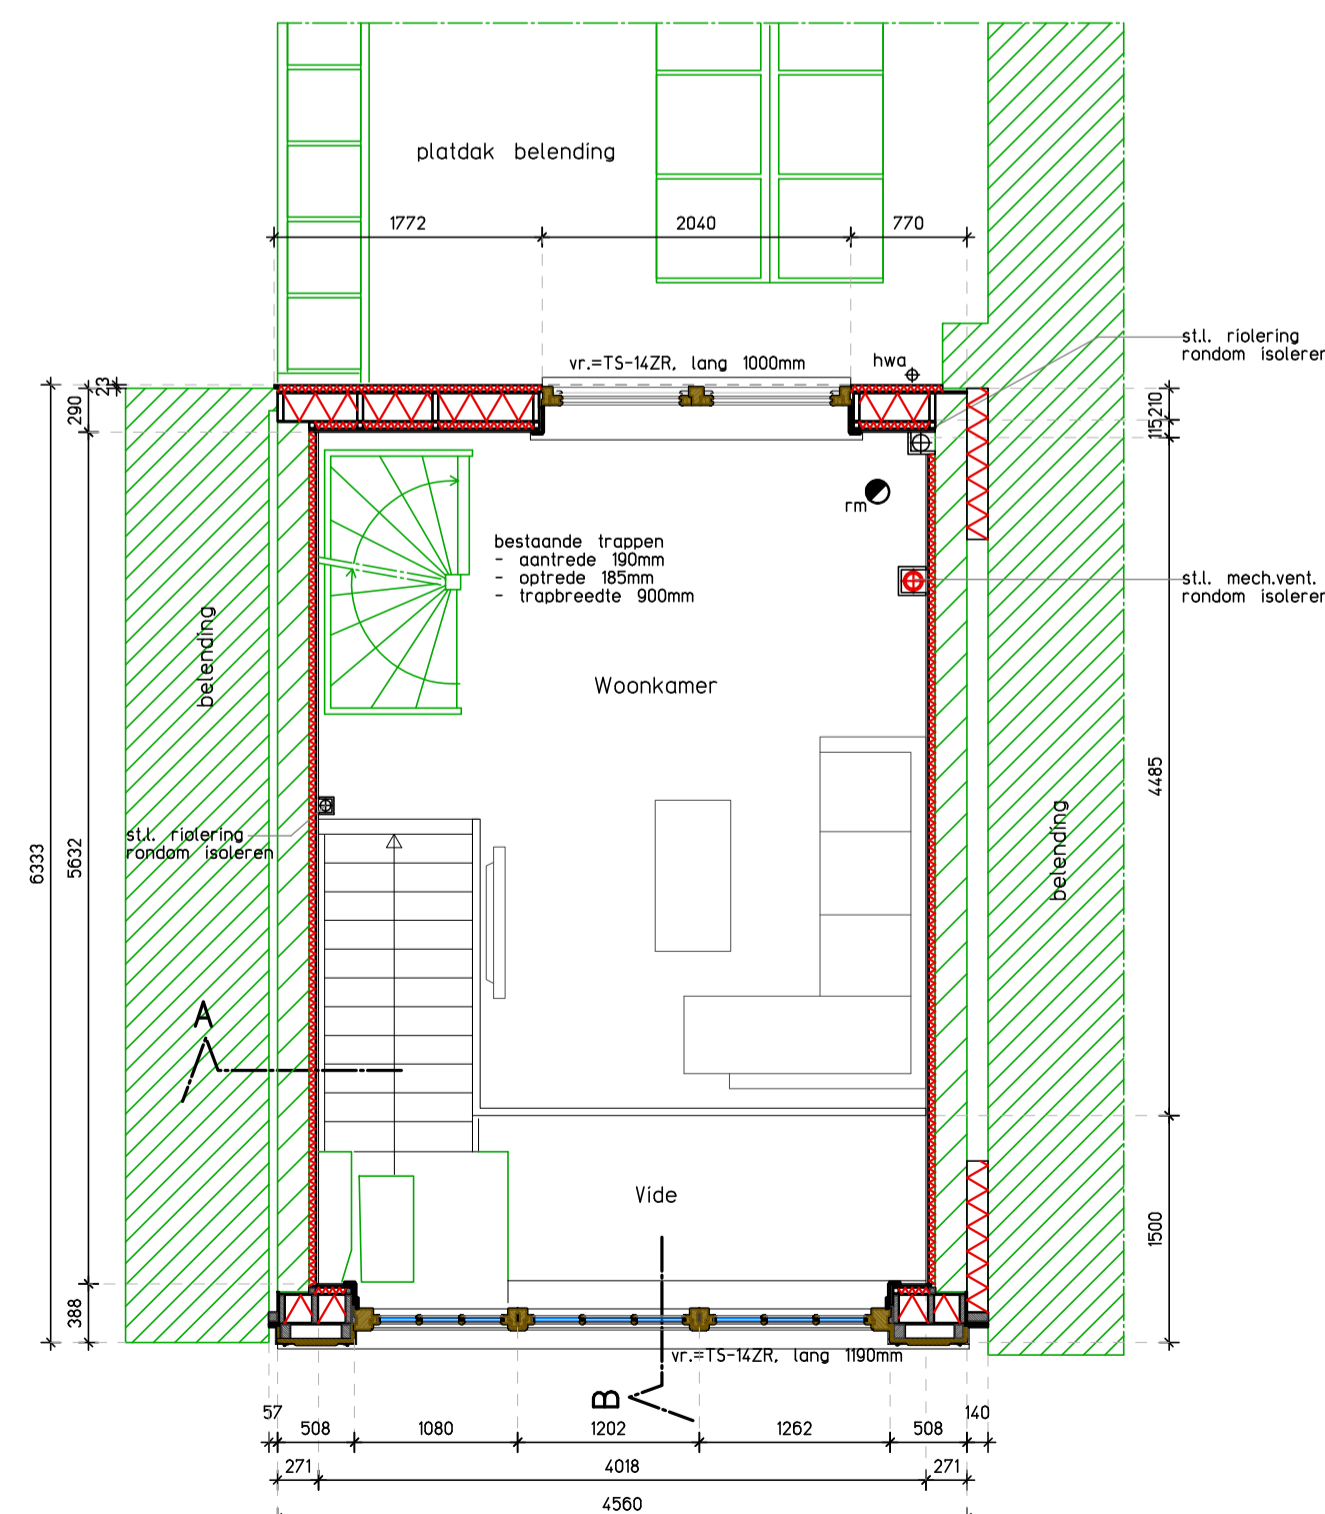 platdak belending
1772
2040
770
st.l. riolering
rondom isoleren
vr.=TS-14ZR, lang 1000mm
hwa
23
290
210
115
rm
bestaande trappen
- aantrede 190mm
- optrede 185mm
- trapbreedte 900mm
st.l. mech.vent.
rondom isoleren
belending
Woonkamer
4485
st.l. riolering
rondom isoleren
6333
5632
belending
A
Vide
1500
388
vr.=TS-14ZR, lang 1190mm
B
57
508
1080
1202
1262
508
140
271
4018
271
4560